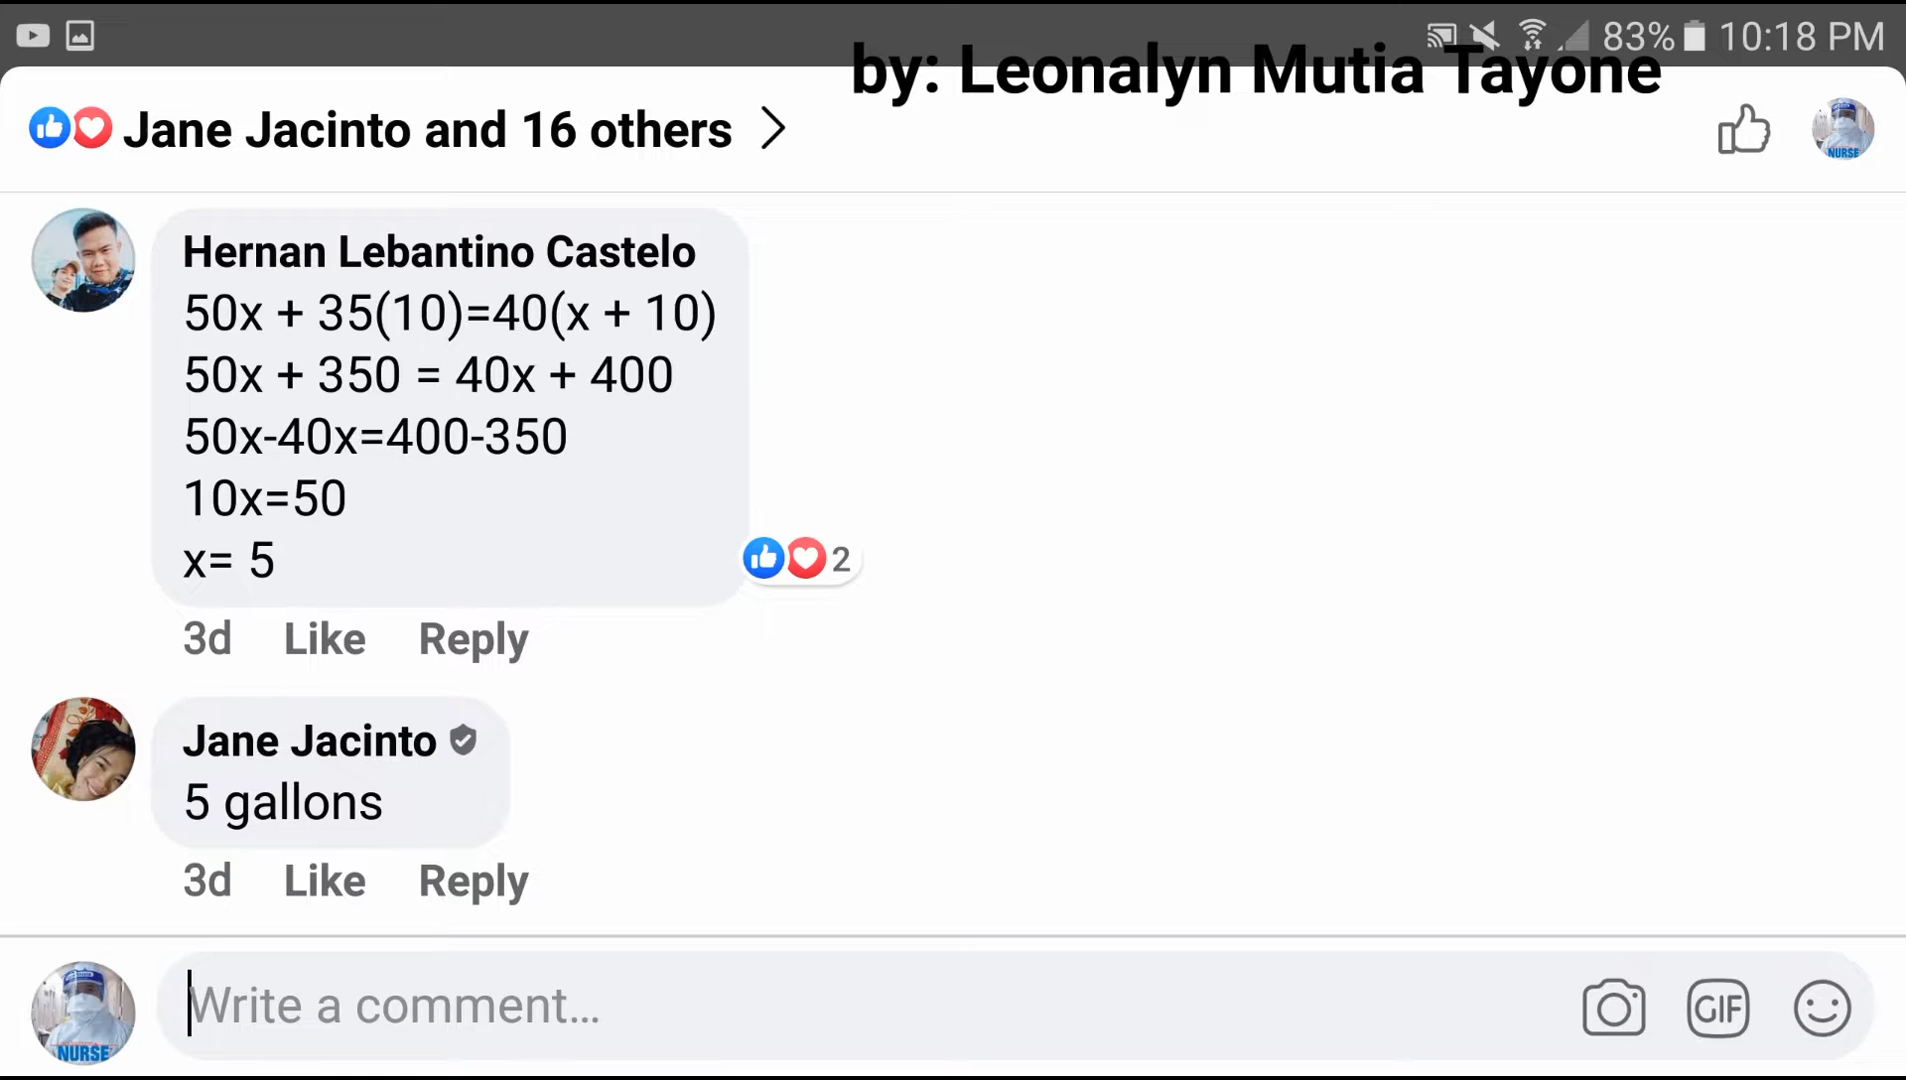 83% 10:18 PM
by: Leonalyn Mutia Tayone
Jane Jacinto and 16 others
NURSE
Hernan Lebantino Castelo
50x + 35(10)=40(x + 10)
50x + 350 = 40x + 400
50x-40x=400-350
10x=50
x= 5
2
3d Like Reply
Jane Jacinto
5 gallons
3d Like Reply
Write a comment...
GIF
NURSE